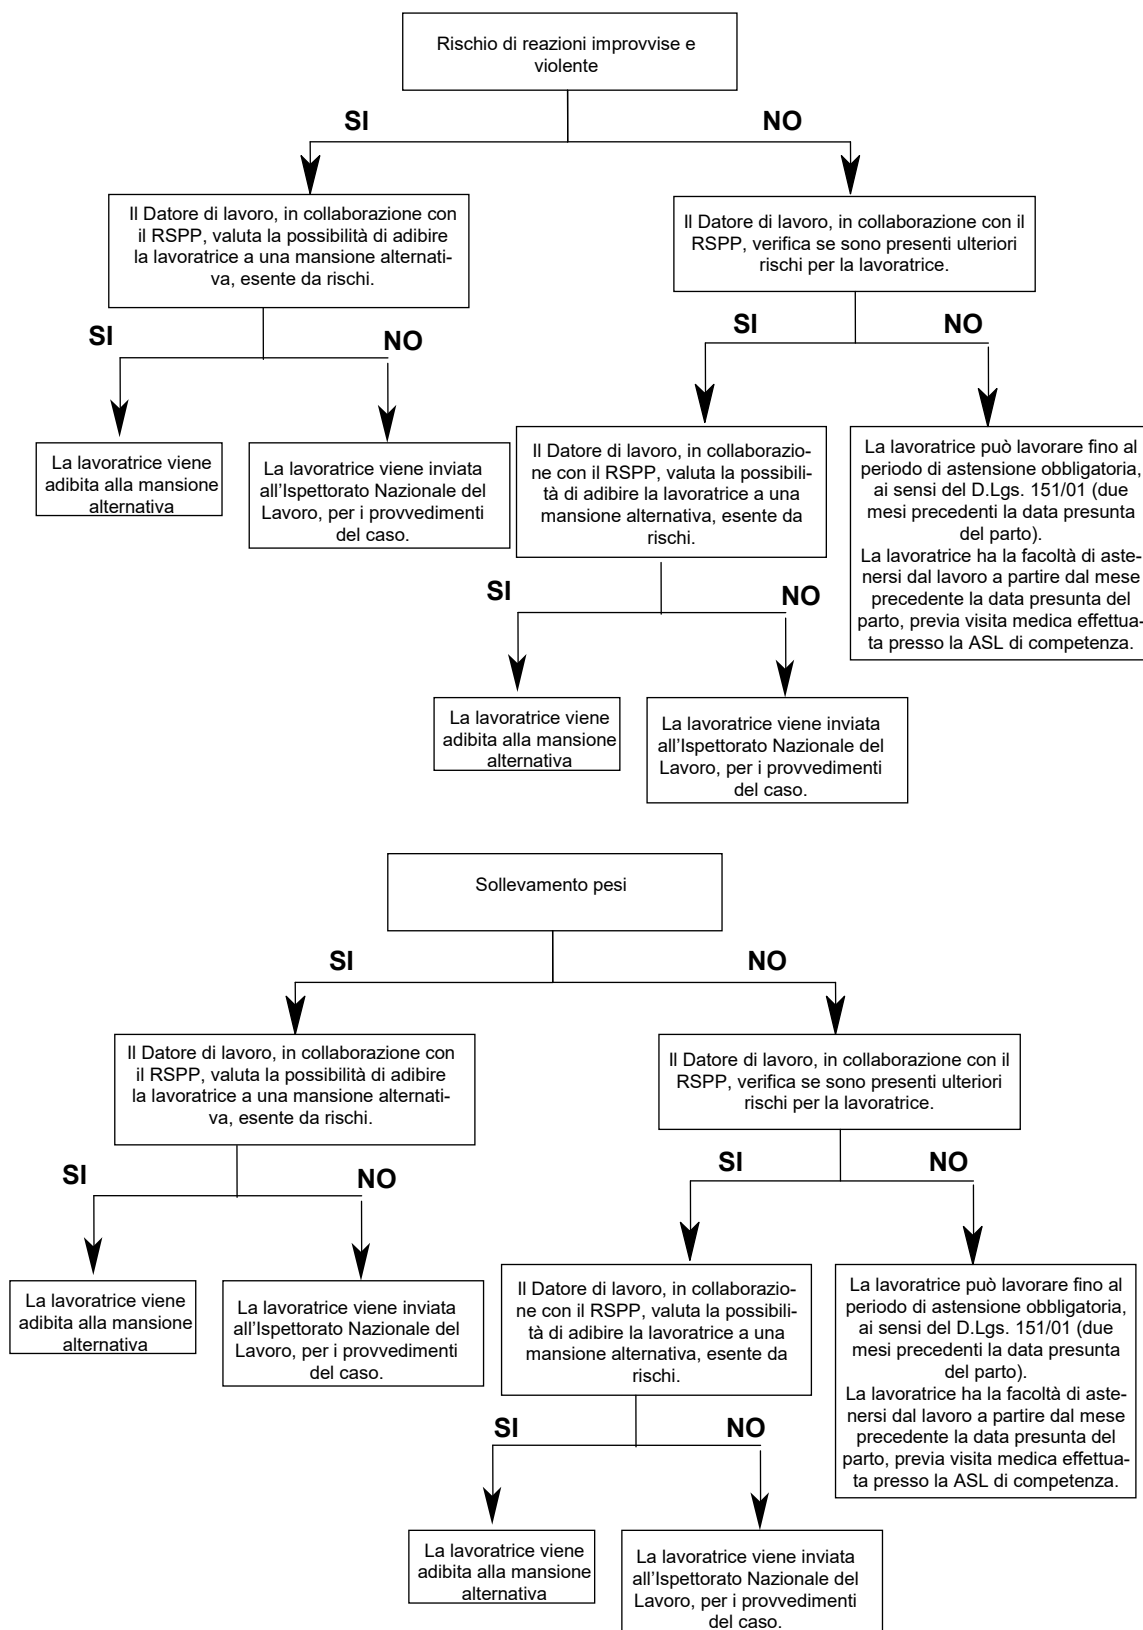 Rischio di reazioni improvvise e
violente
SI
NO
Il Datore di lavoro, in collaborazione con
il RSPP, valuta la possibilità di adibire
la lavoratrice a una mansione alternati-
va, esente da rischi.
Il Datore di lavoro, in collaborazione con il
RSPP, verifica se sono presenti ulteriori
rischi per la lavoratrice.
SI
NO
SI
NO
La lavoratrice viene
adibita alla mansione
alternativa
La lavoratrice viene inviata
all'Ispettorato Nazionale del
Lavoro, per i provvedimenti
del caso.
Il Datore di lavoro, in collaborazio-
ne con il RSPP, valuta la possibili-
tà di adibire la lavoratrice a una
mansione alternativa, esente da
rischi.
La lavoratrice può lavorare fino al
periodo di astensione obbligatoria,
ai sensi del D.Lgs. 151/01 (due
mesi precedenti la data presunta
del parto).
La lavoratrice ha la facoltà di aste-
nersi dal lavoro a partire dal mese
precedente la data presunta del
parto, previa visita medica effettua-
ta presso la ASL di competenza.
SI
NO
La lavoratrice viene
adibita alla mansione
alternativa
La lavoratrice viene inviata
all'Ispettorato Nazionale del
Lavoro, per i provvedimenti
del caso.
Sollevamento pesi
SI
NO
Il Datore di lavoro, in collaborazione con
il RSPP, valuta la possibilità di adibire
la lavoratrice a una mansione alternati-
va, esente da rischi.
Il Datore di lavoro, in collaborazione con il
RSPP, verifica se sono presenti ulteriori
rischi per la lavoratrice.
SI
NO
SI
NO
La lavoratrice viene
adibita alla mansione
alternativa
La lavoratrice viene inviata
all'Ispettorato Nazionale del
Lavoro, per i provvedimenti
del caso.
Il Datore di lavoro, in collaborazio-
ne con il RSPP, valuta la possibili-
tà di adibire la lavoratrice a una
mansione alternativa, esente da
rischi.
La lavoratrice può lavorare fino al
periodo di astensione obbligatoria,
ai sensi del D.Lgs. 151/01 (due
mesi precedenti la data presunta
del parto).
La lavoratrice ha la facoltà di aste-
nersi dal lavoro a partire dal mese
precedente la data presunta del
parto, previa visita medica effettua-
ta presso la ASL di competenza.
SI
NO
La lavoratrice viene
adibita alla mansione
alternativa
La lavoratrice viene inviata
all'Ispettorato Nazionale del
Lavoro, per i provvedimenti
del caso.